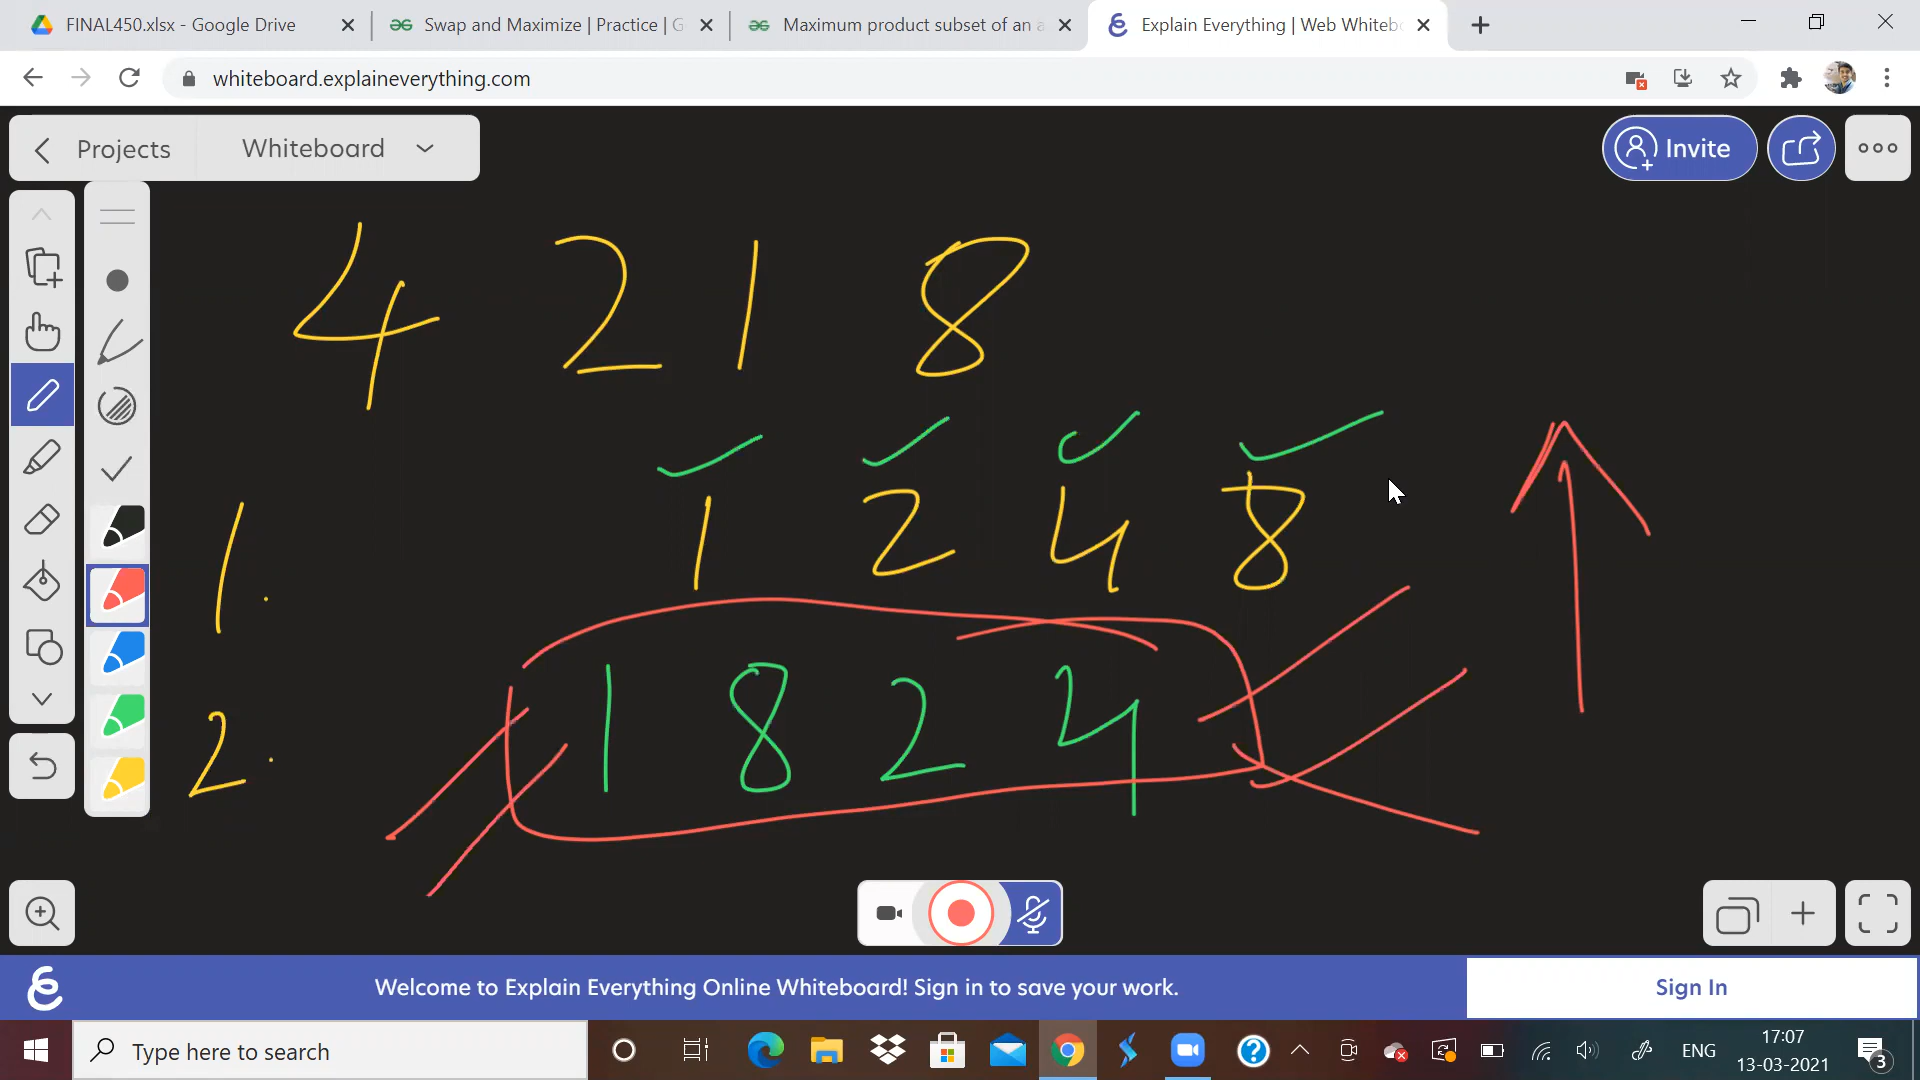 FINAL450.xlsx - Google Drive
Swap and Maximize | Practice | G
Maximum product subset of an a
Explain Everything | Web Whitebo
whiteboard.explaineverything.com
Projects
Whiteboard
Invite
4 2 1 8
1. 1 2 4 8
2. 1 8 2 4
Welcome to Explain Everything Online Whiteboard! Sign in to save your work.
Sign In
Type here to search
ENG
17:07
13-03-2021
3